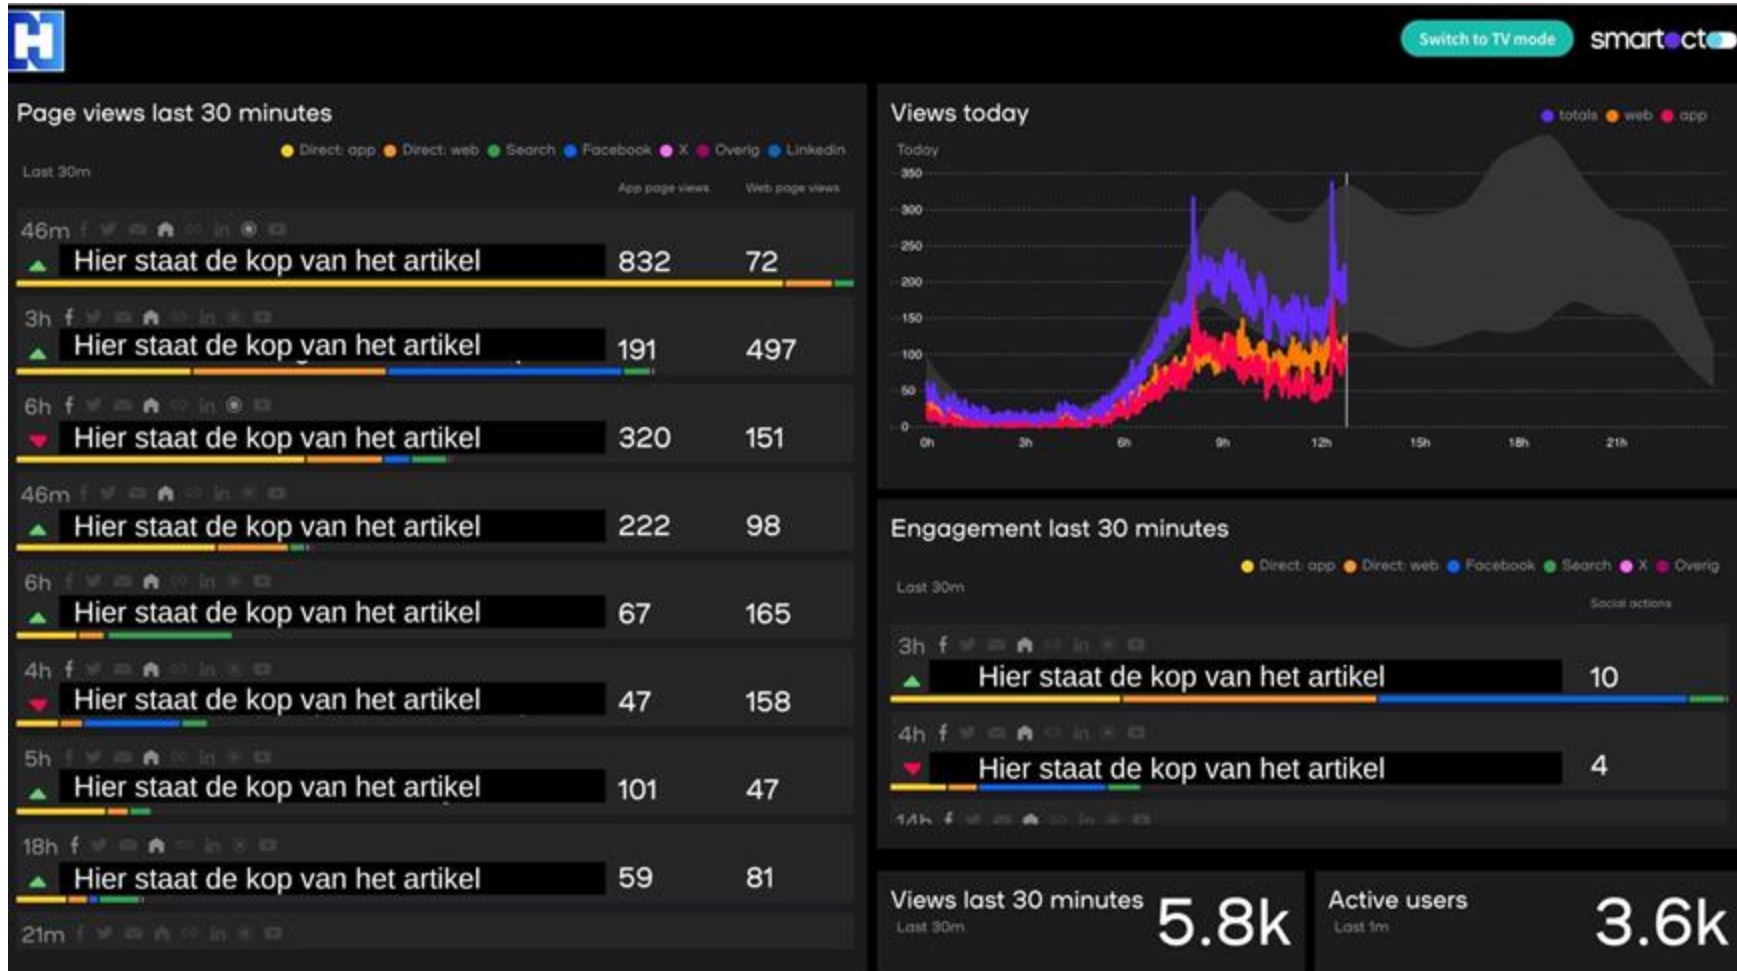 Switch to TV mode
smartocto
Page views last 30 minutes
Direct: app Direct: web Search Facebook X Overig Linkedin
Last 30m
App page views Web page views
46m
Hier staat de kop van het artikel 832 72
3h
Hier staat de kop van het artikel 191 497
6h
Hier staat de kop van het artikel 320 151
46m
Hier staat de kop van het artikel 222 98
6h
Hier staat de kop van het artikel 67 165
4h
Hier staat de kop van het artikel 47 158
5h
Hier staat de kop van het artikel 101 47
18h
Hier staat de kop van het artikel 59 81
21m
Views today
totals web app
Today
350
300
250
200
150
100
50
0
0h 3h 6h 9h 12h 15h 18h 21h
Engagement last 30 minutes
Direct: app Direct: web Facebook Search X Overig
Last 30m
Social actions
3h
Hier staat de kop van het artikel 10
4h
Hier staat de kop van het artikel 4
14h
Views last 30 minutes
Last 30m
5.8k
Active users
Last 1m
3.6k